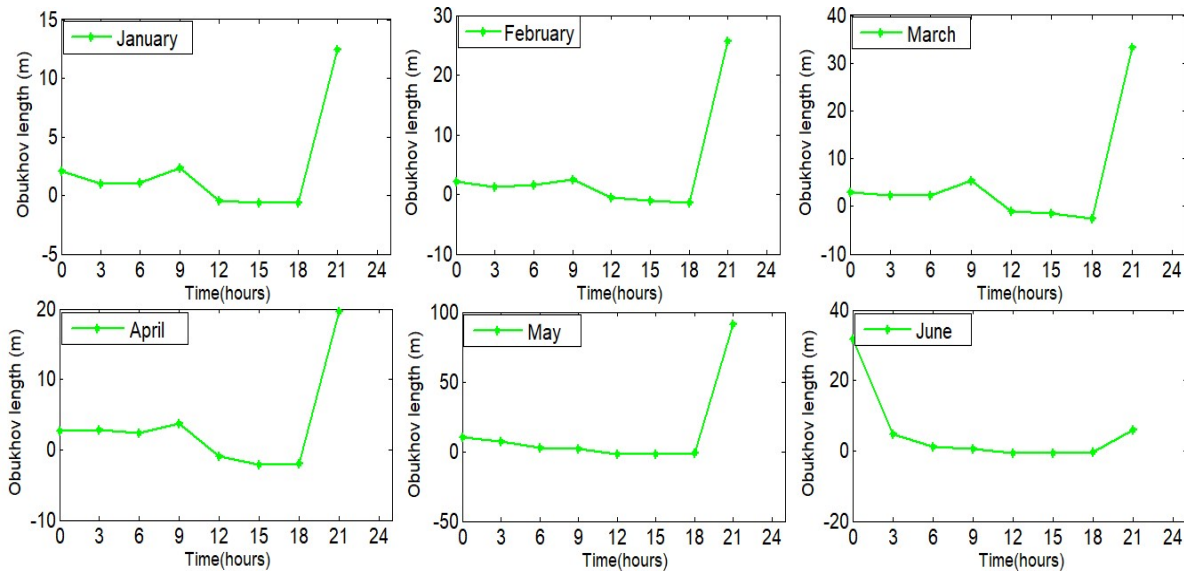 January
Obukhov length (m)
15
10
5
0
-5
0 3 6 9 12 15 18 21 24
Time(hours)
February
Obukhov length (m)
30
20
10
0
-10
0 3 6 9 12 15 18 21 24
Time(hours)
March
Obukhov length (m)
40
30
20
10
0
-10
0 3 6 9 12 15 18 21 24
Time(hours)
April
Obukhov length (m)
20
10
0
-10
0 3 6 9 12 15 18 21 24
Time(hours)
May
Obukhov length (m)
100
50
0
-50
0 3 6 9 12 15 18 21 24
Time(hours)
June
Obukhov length (m)
40
20
0
-20
0 3 6 9 12 15 18 21 24
Time(hours)